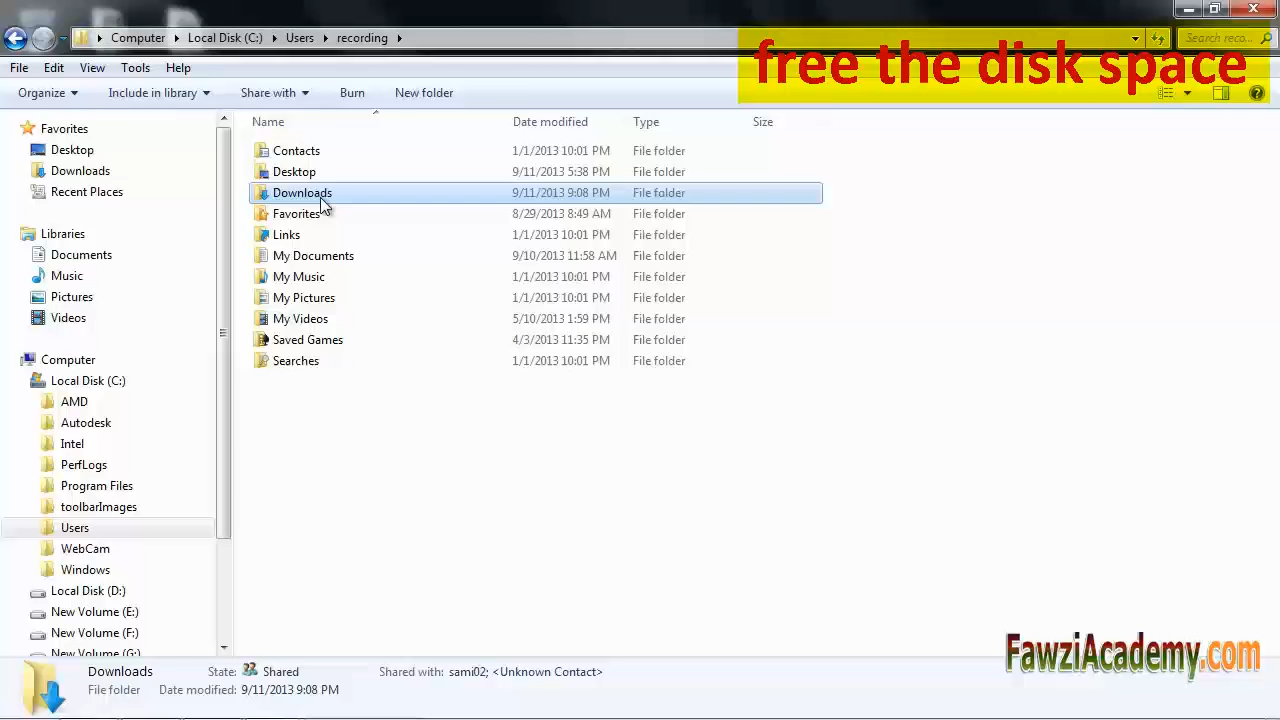 Computer Local Disk (C:) Users recording
Search reco...
free the disk space
File Edit View Tools Help
Organize Include in library Share with Burn New folder
Name Date modified Type Size
Favorites
Desktop
Downloads
Recent Places
Libraries
Documents
Music
Pictures
Videos
Computer
Local Disk (C:)
AMD
Autodesk
Intel
PerfLogs
Program Files
toolbarImages
Users
WebCam
Windows
Local Disk (D:)
New Volume (E:)
New Volume (F:)
New Volume (G:)
Contacts 1/1/2013 10:01 PM File folder
Desktop 9/11/2013 5:38 PM File folder
Downloads 9/11/2013 9:08 PM File folder
Favorites 8/29/2013 8:49 AM File folder
Links 1/1/2013 10:01 PM File folder
My Documents 9/10/2013 11:58 AM File folder
My Music 1/1/2013 10:01 PM File folder
My Pictures 1/1/2013 10:01 PM File folder
My Videos 5/10/2013 1:59 PM File folder
Saved Games 4/3/2013 11:35 PM File folder
Searches 1/1/2013 10:01 PM File folder
FawziAcademy.com
Downloads State: Shared Shared with: sami02; <Unknown Contact>
File folder Date modified: 9/11/2013 9:08 PM